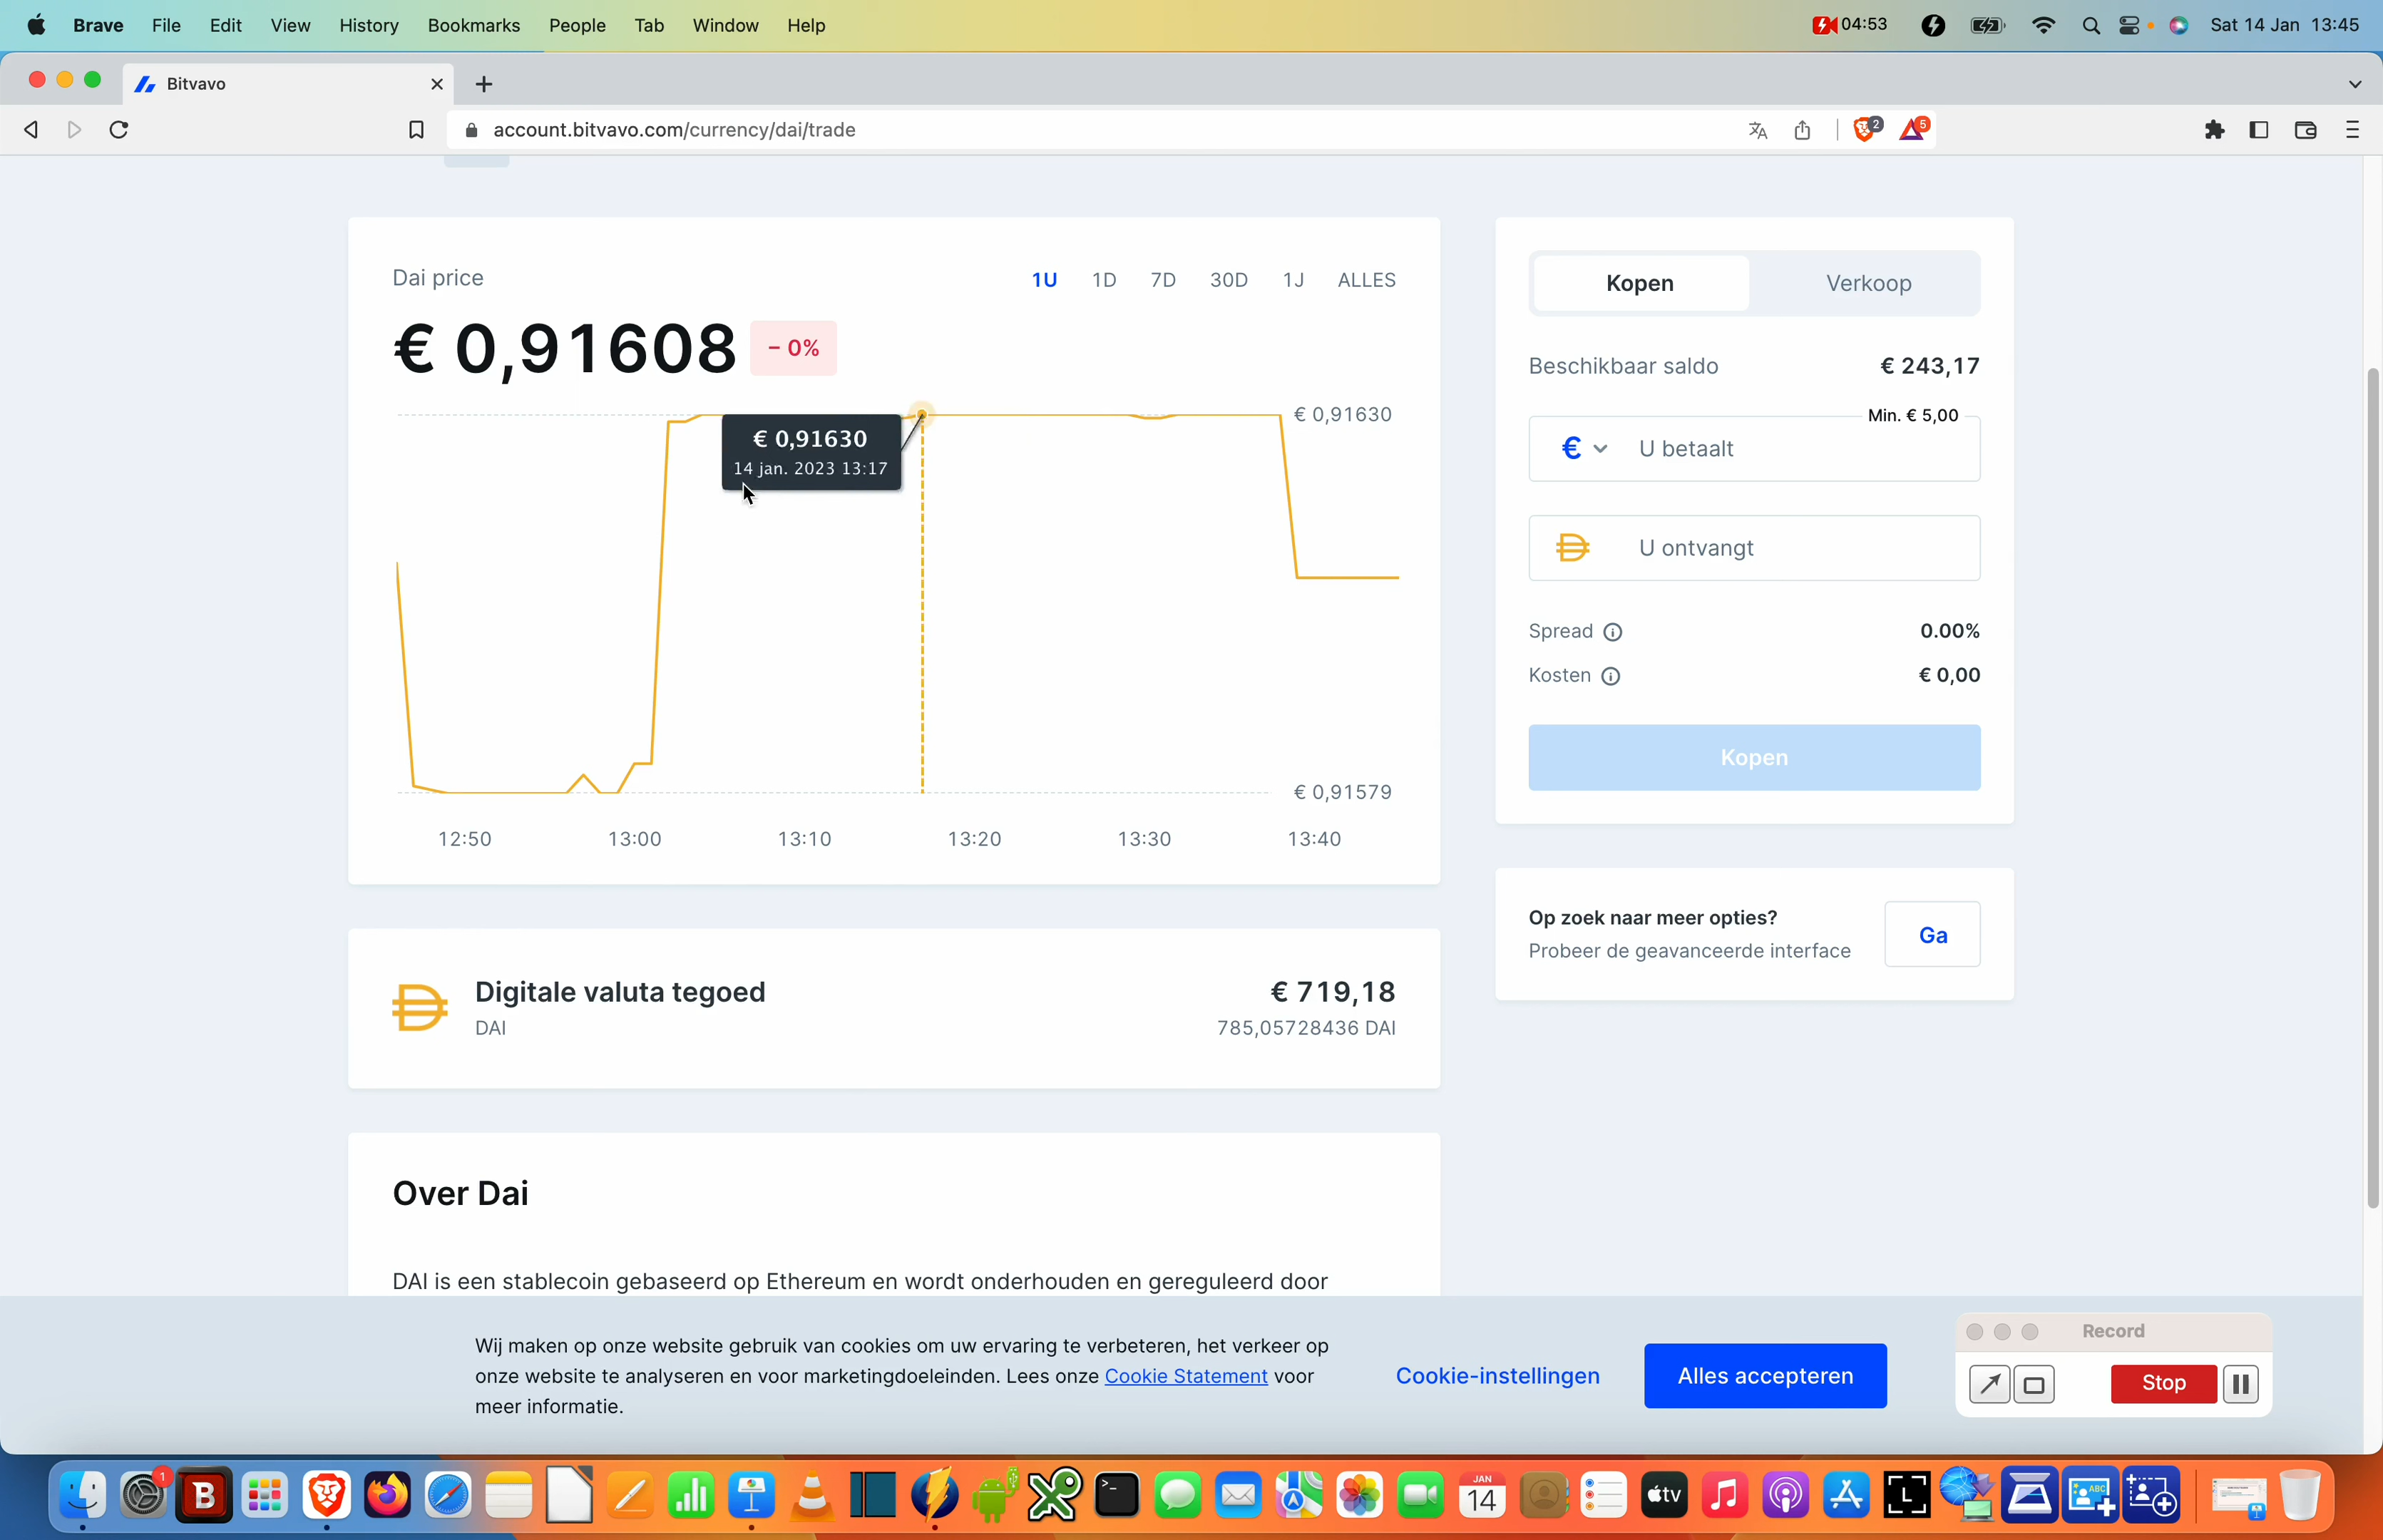 Brave File Edit View History Bookmarks People Tab Window Help 04:53 Sat 14 Jan 13:45
Bitvavo
account.bitvavo.com/currency/dai/trade 2 5
Dai price 1U 1D 7D 30D 1J ALLES
€ 0,91608 − 0%
€ 0,91630
€ 0,91630
14 jan. 2023 13:17
€ 0,91579
12:50 13:00 13:10 13:20 13:30 13:40
Kopen Verkoop
Beschikbaar saldo € 243,17
Min. € 5,00
€ U betaalt
U ontvangt
Spread 0.00%
Kosten € 0,00
Kopen
Op zoek naar meer opties?
Probeer de geavanceerde interface
Ga
Digitale valuta tegoed € 719,18
DAI 785,05728436 DAI
Over Dai
DAI is een stablecoin gebaseerd op Ethereum en wordt onderhouden en gereguleerd door
Wij maken op onze website gebruik van cookies om uw ervaring te verbeteren, het verkeer op
onze website te analyseren en voor marketingdoeleinden. Lees onze Cookie Statement voor
meer informatie.
Cookie-instellingen
Alles accepteren
Record
Stop
1
B
JAN
14
tv
L
ABC